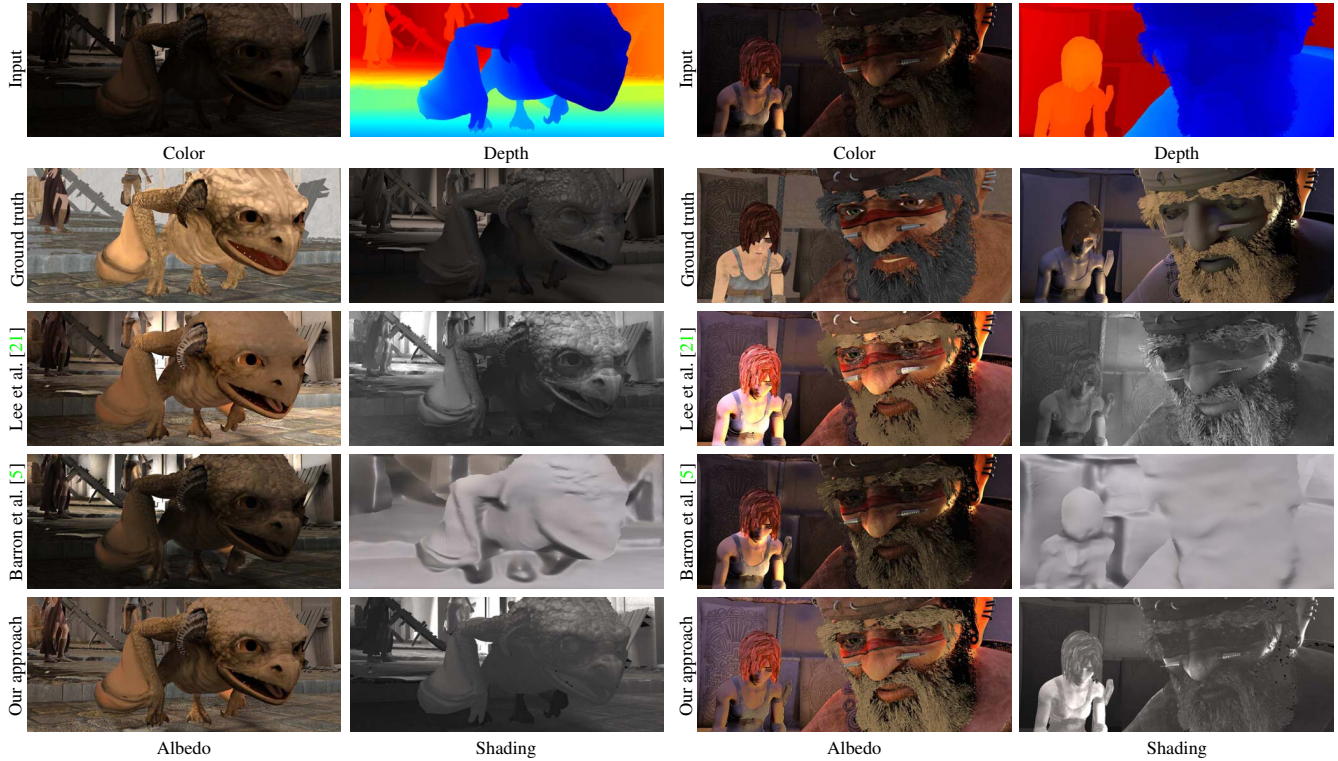 Input
Input
Color
Depth
Color
Depth
Ground truth
Ground truth
Lee et al. [21]
Lee et al. [21]
Barron et al. [5]
Barron et al. [5]
Our approach
Our approach
Albedo
Shading
Albedo
Shading